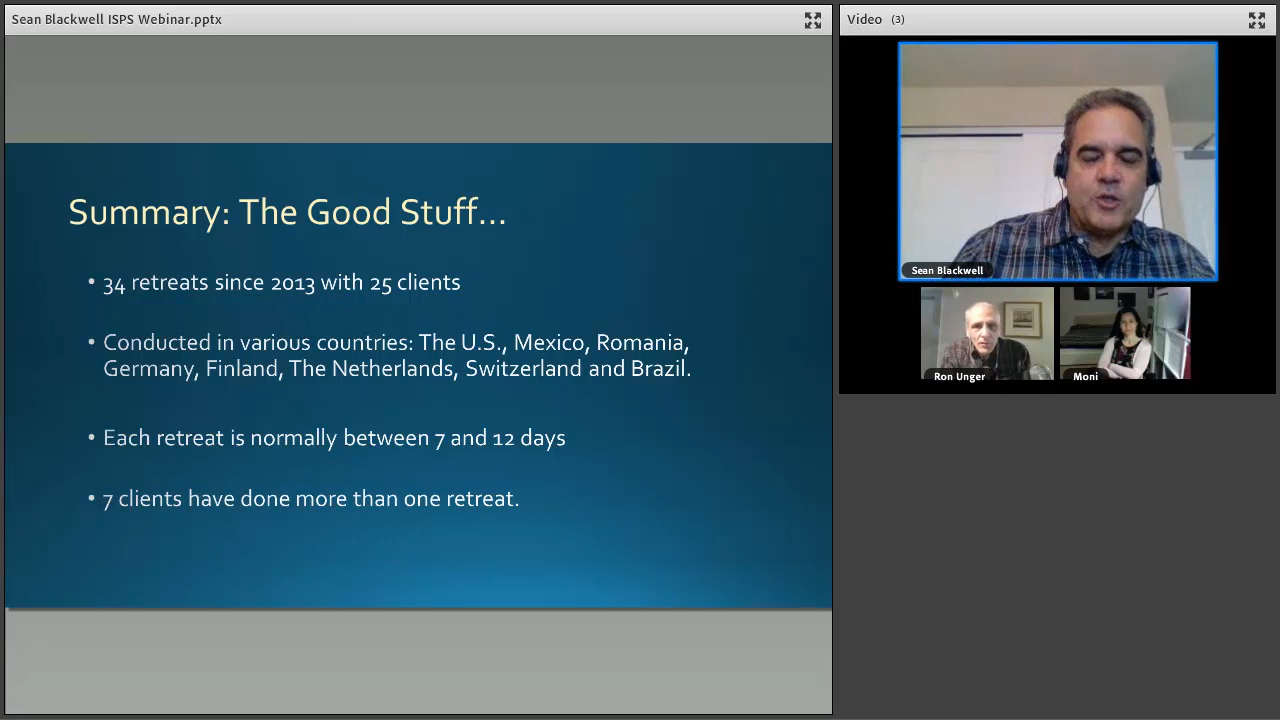 Sean Blackwell ISPS Webinar.pptx
Video (3)
Summary: The Good Stuff...
• 34 retreats since 2013 with 25 clients
• Conducted in various countries: The U.S., Mexico, Romania,
Germany, Finland, The Netherlands, Switzerland and Brazil.
• Each retreat is normally between 7 and 12 days
• 7 clients have done more than one retreat.
Sean Blackwell
Ron Unger
Moni